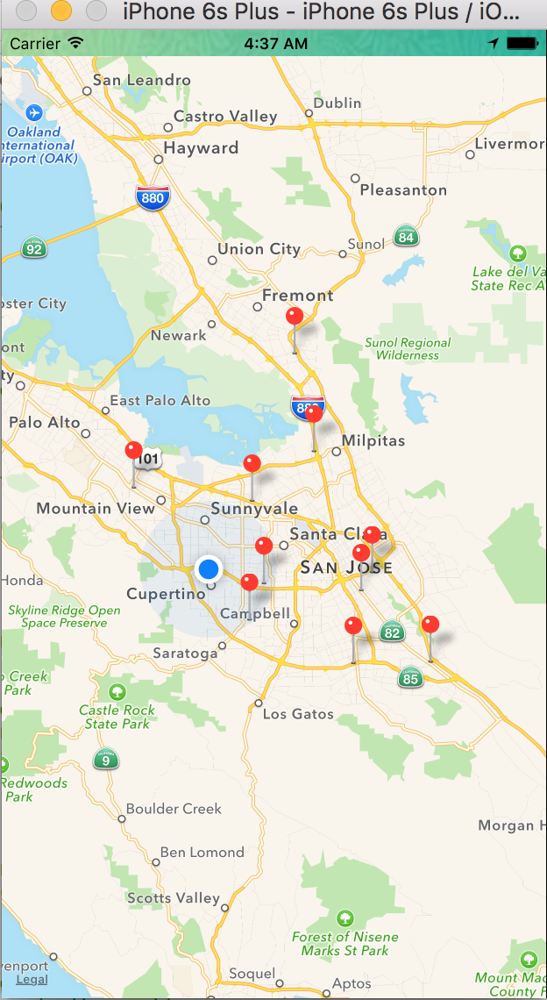 iPhone 6s Plus - iPhone 6s Plus / iO...
Carrier
4:37 AM
San Leandro
Dublin
Castro Valley
Oakland
nternational
irport (OAK)
Hayward
Livermor
Pleasanton
880
Sunol
84
92
Union City
Lake del Va
State Rec A
Fremont
oster City
Newark
Sunol Regional
Wilderness
ont
ty
East Palo Alto
880
Palo Alto
Milpitas
101
Mountain View
Sunnyvale
Santa Clara
SAN JOSE
Honda
Cupertino
Skyline Ridge Open
Space Preserve
Campbell
82
Saratoga
85
o Creek
Park
Castle Rock
State Park
Los Gatos
CALIFORNIA
9
Redwoods
Park
Boulder Creek
Morgan H
Ben Lomond
Scotts Valley
Forest of Nisene
Marks St Park
venport
Legal
Soquel
Aptos
Mount Mad
County P